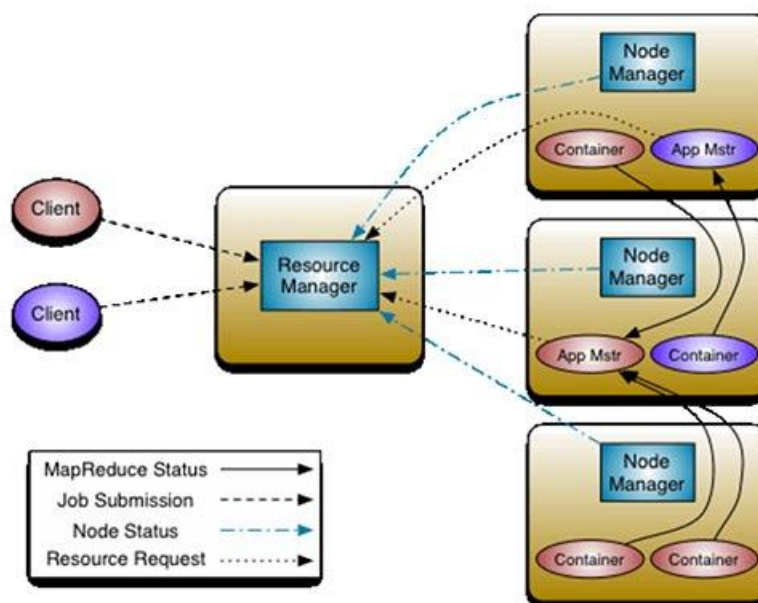 Node
Manager
Container
App Mstr
Client
Client
Resource
Manager
Node
Manager
App Mstr
Container
Node
Manager
Container
Container
MapReduce Status
Job Submission
Node Status
Resource Request